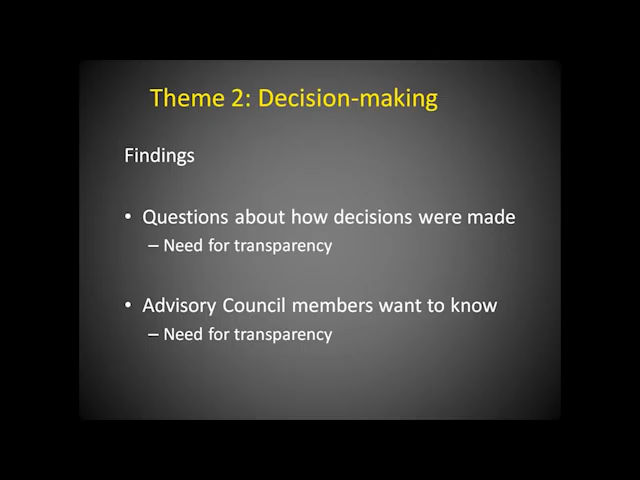 Theme 2: Decision-making
Findings
• Questions about how decisions were made
– Need for transparency
• Advisory Council members want to know
– Need for transparency